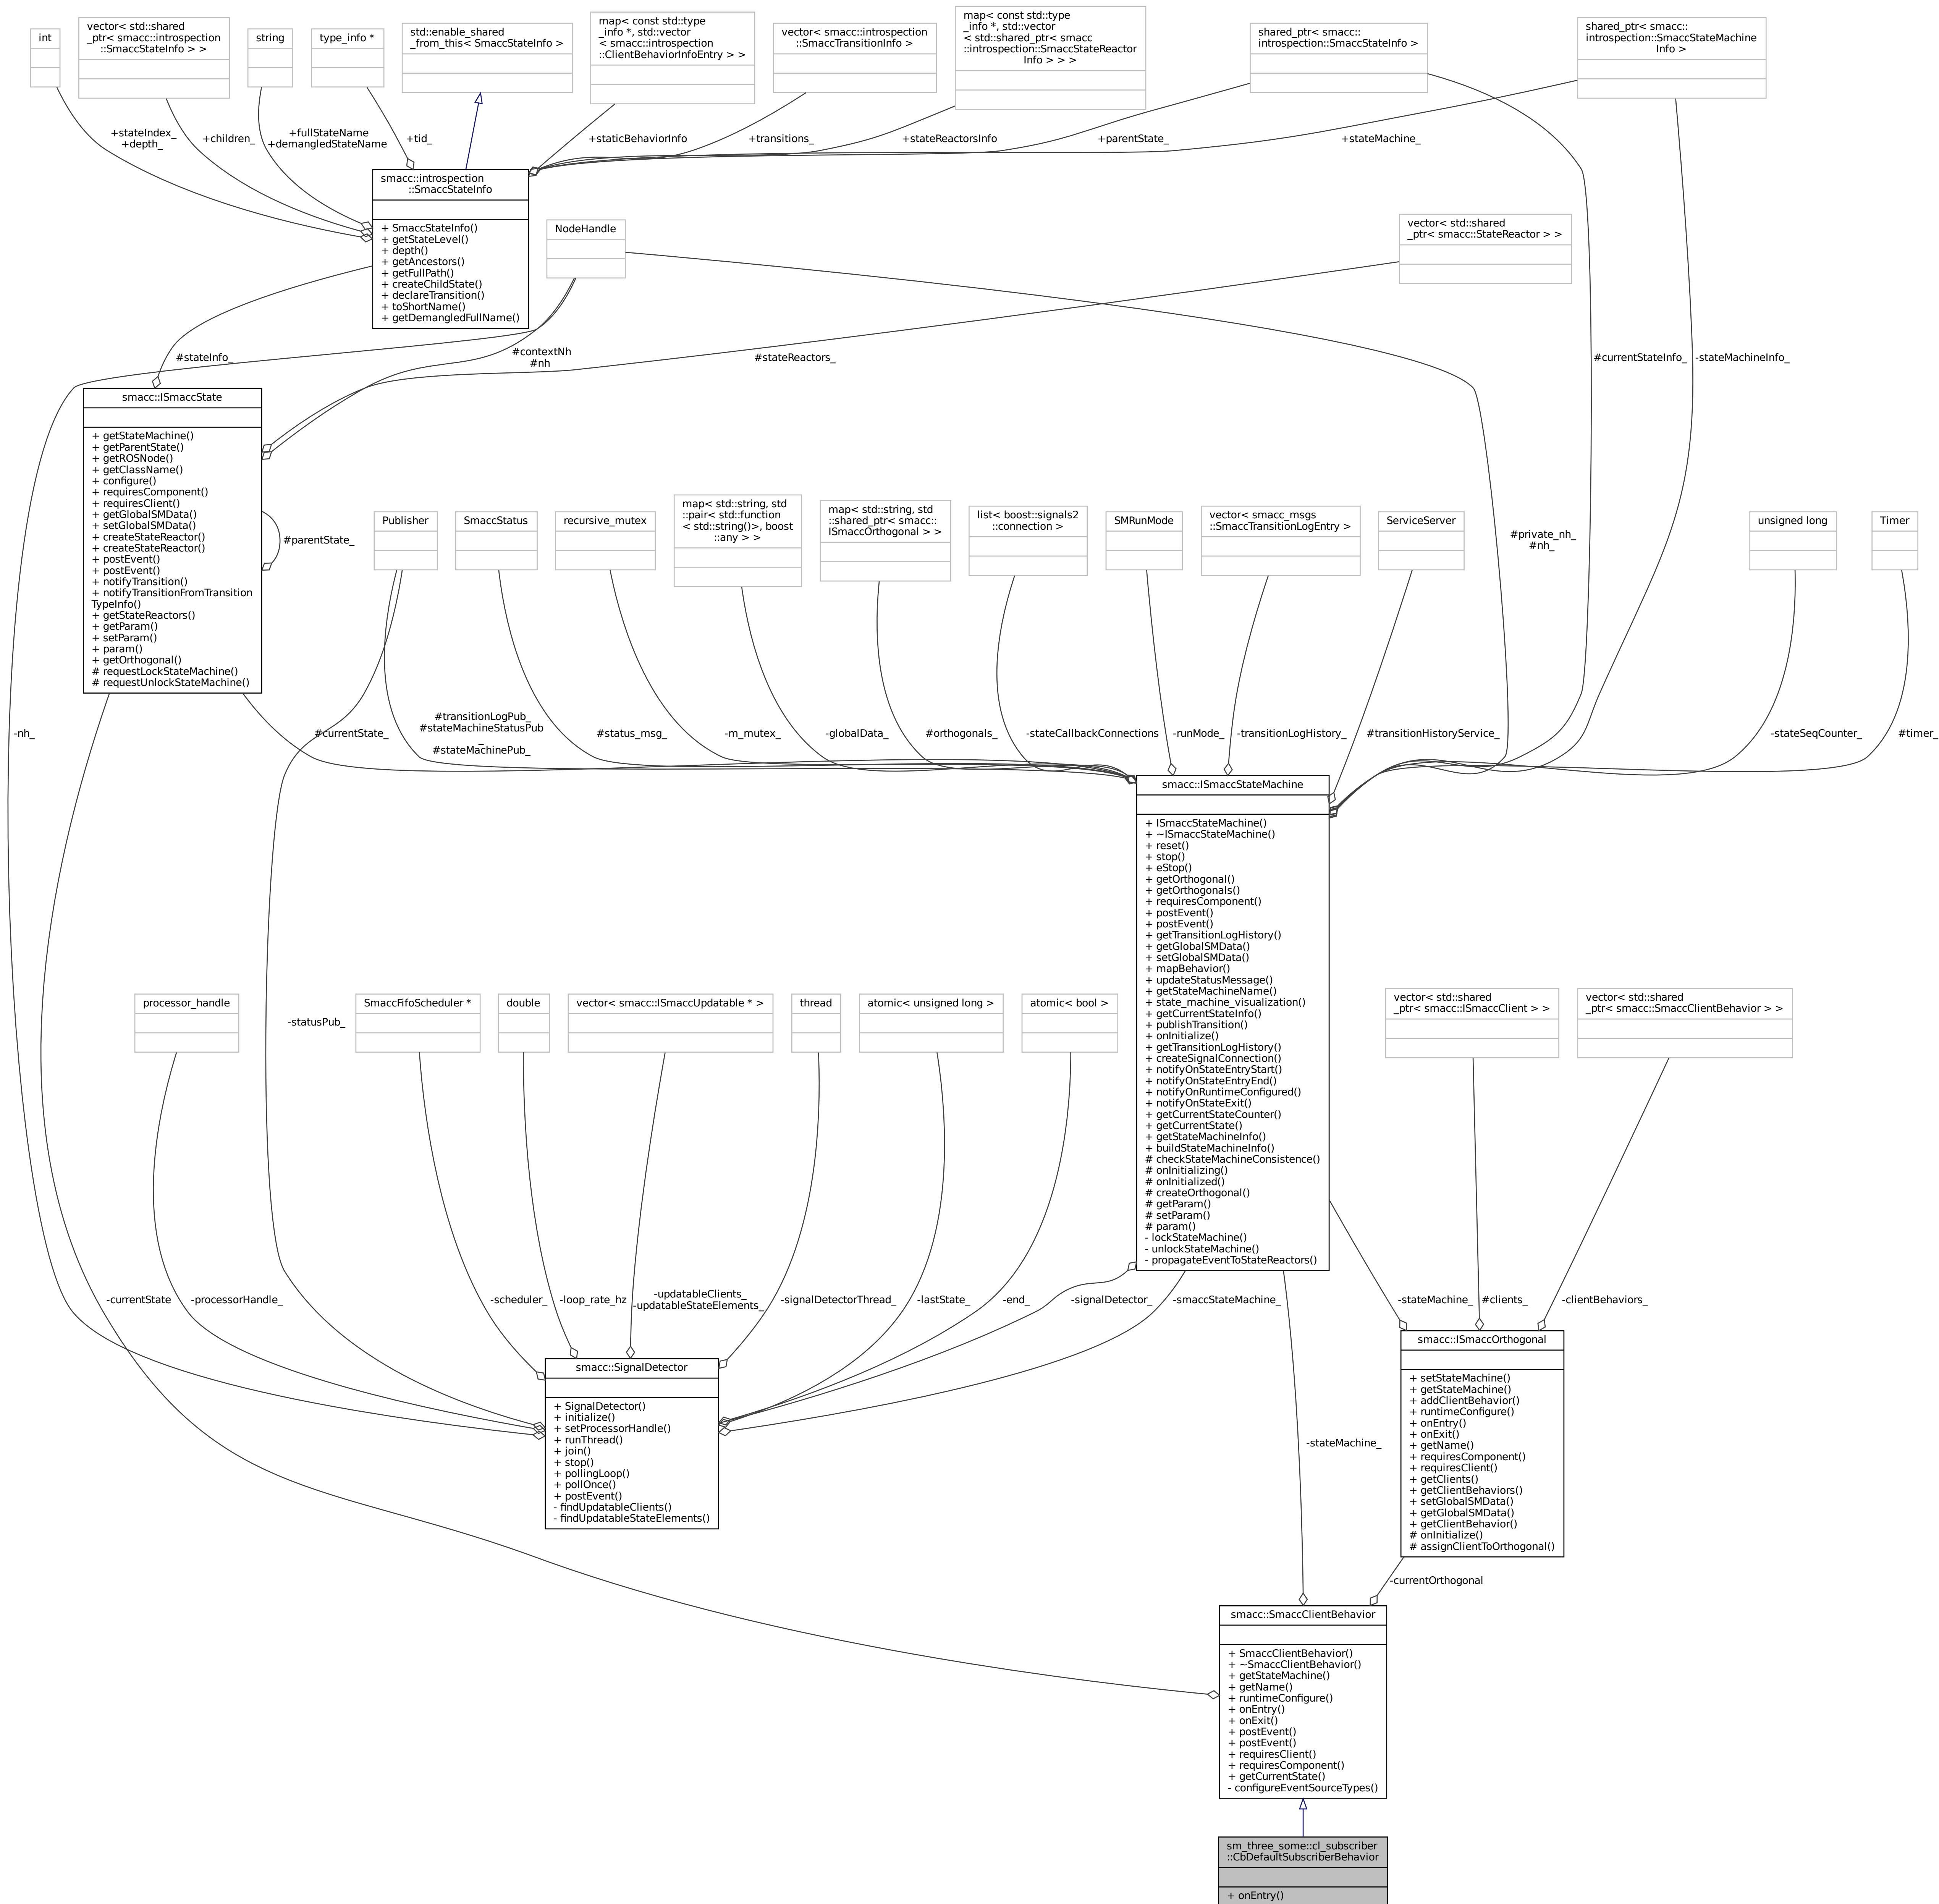 int
vector< std::shared
_ptr< smacc::introspection
::SmaccStateInfo > >
string
type_info *
std::enable_shared
_from_this< SmaccStateInfo >
map< const std::type
_info *, std::vector
< smacc::introspection
::ClientBehaviorInfoEntry > >
vector< smacc::introspection
::SmaccTransitionInfo >
map< const std::type
_info *, std::vector
< std::shared_ptr< smacc
::introspection::SmaccStateReactor
Info > > >
shared_ptr< smacc::
introspection::SmaccStateInfo >
shared_ptr< smacc::
introspection::SmaccStateMachine
Info >
+stateIndex_
+depth_
+children_
+fullStateName
+demangledStateName
+tid_
+staticBehaviorInfo
+transitions_
+stateReactorsInfo
+parentState_
+stateMachine_
smacc::introspection
::SmaccStateInfo
+ SmaccStateInfo()
+ getStateLevel()
+ depth()
+ getAncestors()
+ getFullPath()
+ createChildState()
+ declareTransition()
+ toShortName()
+ getDemangledFullName()
NodeHandle
vector< std::shared
_ptr< smacc::StateReactor > >
#stateInfo_
#contextNh
#nh
#stateReactors_
#currentStateInfo_
-stateMachineInfo_
smacc::ISmaccState
+ getStateMachine()
+ getParentState()
+ getROSNode()
+ getClassName()
+ configure()
+ requiresComponent()
+ requiresClient()
+ getGlobalSMData()
+ setGlobalSMData()
+ createStateReactor()
+ createStateReactor()
+ postEvent()
+ postEvent()
+ notifyTransition()
+ notifyTransitionFromTransition
TypeInfo()
+ getStateReactors()
+ getParam()
+ setParam()
+ param()
+ getOrthogonal()
# requestLockStateMachine()
# requestUnlockStateMachine()
#parentState_
Publisher
SmaccStatus
recursive_mutex
map< std::string, std
::pair< std::function
< std::string()>, boost
::any > >
map< std::string, std
::shared_ptr< smacc::
ISmaccOrthogonal > >
list< boost::signals2
::connection >
SMRunMode
vector< smacc_msgs
::SmaccTransitionLogEntry >
ServiceServer
#private_nh_
#nh_
unsigned long
Timer
-nh_
#currentState_
#transitionLogPub_
#stateMachineStatusPub
_
#stateMachinePub_
#status_msg_
-m_mutex_
-globalData_
#orthogonals_
-stateCallbackConnections
-runMode_
-transitionLogHistory_
#transitionHistoryService_
-stateSeqCounter_
#timer_
smacc::ISmaccStateMachine
+ ISmaccStateMachine()
+ ~ISmaccStateMachine()
+ reset()
+ stop()
+ eStop()
+ getOrthogonal()
+ getOrthogonals()
+ requiresComponent()
+ postEvent()
+ postEvent()
+ getTransitionLogHistory()
+ getGlobalSMData()
+ setGlobalSMData()
+ mapBehavior()
+ updateStatusMessage()
+ getStateMachineName()
+ state_machine_visualization()
+ getCurrentStateInfo()
+ publishTransition()
+ onInitialize()
+ getTransitionLogHistory()
+ createSignalConnection()
+ notifyOnStateEntryStart()
+ notifyOnStateEntryEnd()
+ notifyOnRuntimeConfigured()
+ notifyOnStateExit()
+ getCurrentStateCounter()
+ getCurrentState()
+ getStateMachineInfo()
+ buildStateMachineInfo()
# checkStateMachineConsistence()
# onInitializing()
# onInitialized()
# createOrthogonal()
# getParam()
# setParam()
# param()
- lockStateMachine()
- unlockStateMachine()
- propagateEventToStateReactors()
processor_handle
SmaccFifoScheduler *
double
vector< smacc::ISmaccUpdatable * >
thread
atomic< unsigned long >
atomic< bool >
vector< std::shared
_ptr< smacc::ISmaccClient > >
vector< std::shared
_ptr< smacc::SmaccClientBehavior > >
-statusPub_
-currentState
-processorHandle_
-scheduler_
-loop_rate_hz
-updatableClients_
-updatableStateElements_
-signalDetectorThread_
-lastState_
-end_
-signalDetector_
-smaccStateMachine_
-stateMachine_
#clients_
-clientBehaviors_
smacc::SignalDetector
+ SignalDetector()
+ initialize()
+ setProcessorHandle()
+ runThread()
+ join()
+ stop()
+ pollingLoop()
+ pollOnce()
+ postEvent()
- findUpdatableClients()
- findUpdatableStateElements()
-stateMachine_
smacc::ISmaccOrthogonal
+ setStateMachine()
+ getStateMachine()
+ addClientBehavior()
+ runtimeConfigure()
+ onEntry()
+ onExit()
+ getName()
+ requiresComponent()
+ requiresClient()
+ getClients()
+ getClientBehaviors()
+ setGlobalSMData()
+ getGlobalSMData()
+ getClientBehavior()
# onInitialize()
# assignClientToOrthogonal()
-currentOrthogonal
smacc::SmaccClientBehavior
+ SmaccClientBehavior()
+ ~SmaccClientBehavior()
+ getStateMachine()
+ getName()
+ runtimeConfigure()
+ onEntry()
+ onExit()
+ postEvent()
+ postEvent()
+ requiresClient()
+ requiresComponent()
+ getCurrentState()
- configureEventSourceTypes()
sm_three_some::cl_subscriber
::CbDefaultSubscriberBehavior
+ onEntry()